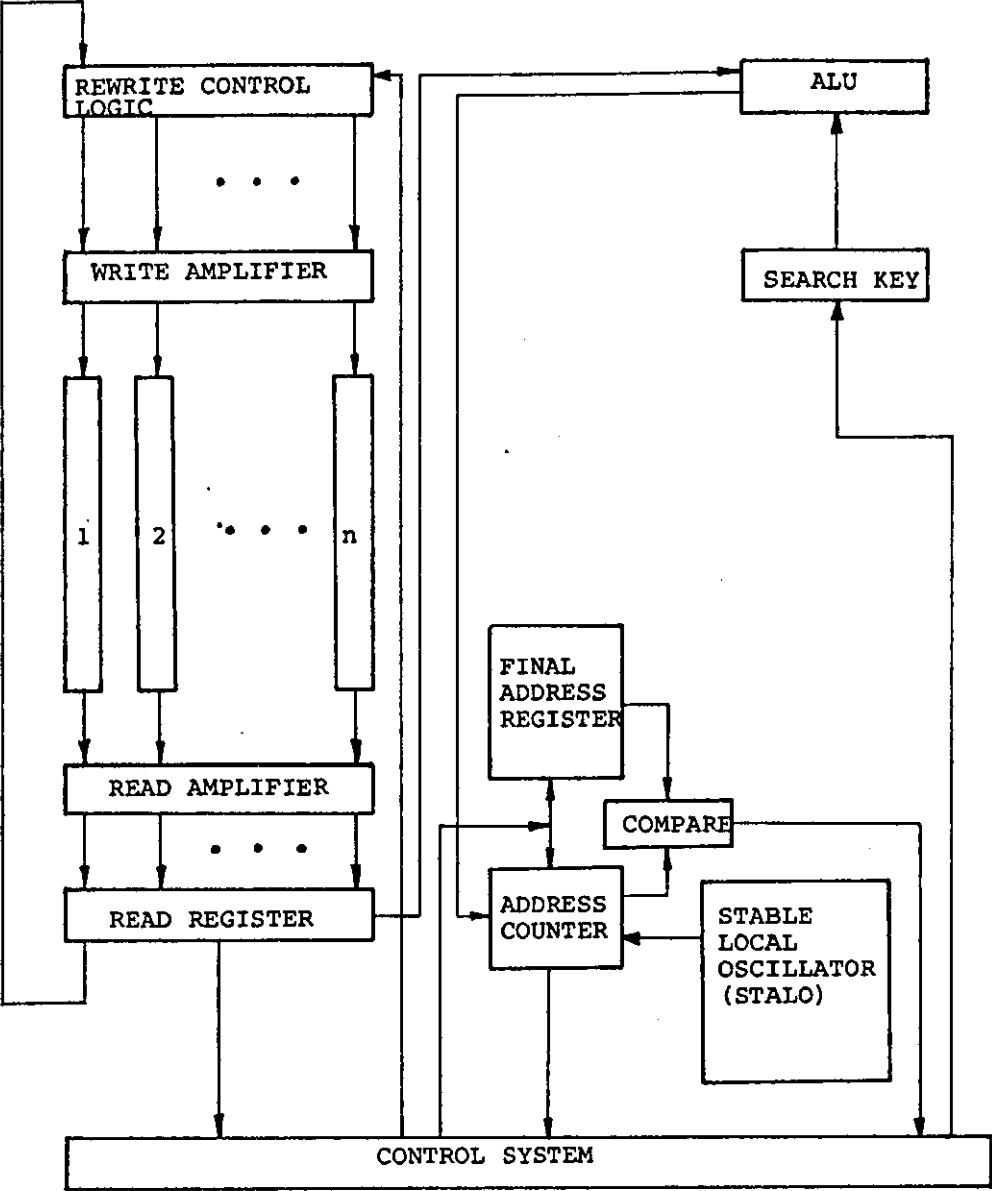 REWRITE CONTROL
LOGIC
ALU
WRITE AMPLIFIER
SEARCH KEY
1
2
n
FINAL
ADDRESS
REGISTER
READ AMPLIFIER
COMPARE
READ REGISTER
ADDRESS
COUNTER
STABLE
LOCAL
OSCILLATOR
(STALO)
CONTROL SYSTEM